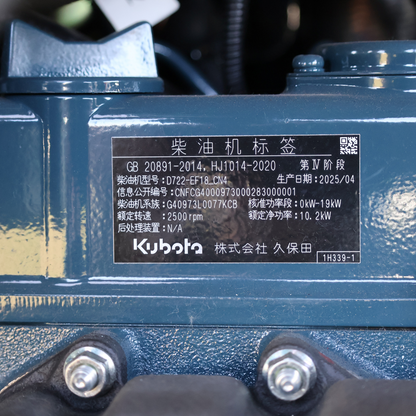 柴油机标签
GB 20891-2014, HJ1014-2020 第Ⅳ阶段
柴油机型号: D722-EF18_CN4 生产日期: 2025/04
信息公开编号: CNFCG4000973000283000001
柴油机系族: G40973L0077KCB 核准功率: 0kW-19kW
额定转速 : 2500rpm 额定净功率: 10.2kW
后处理装置: N/A
Kubota 株式会社 久保田
1H339-1